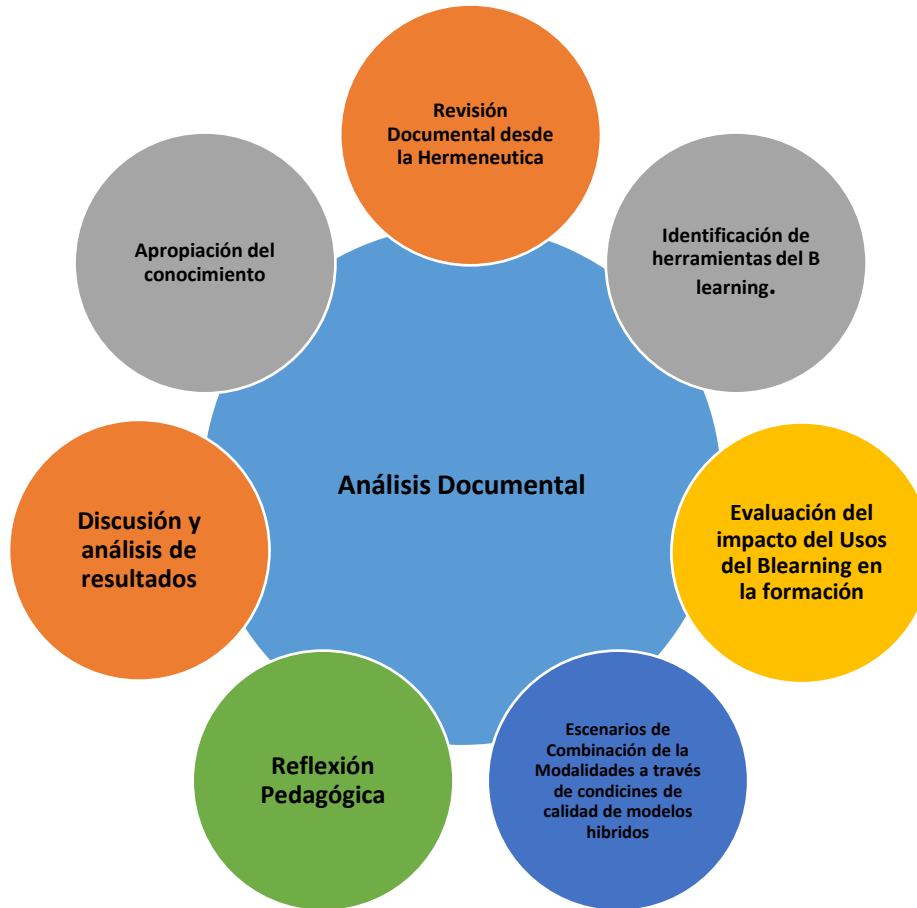 Revisión
Documental desde
la Hermeneutica
Identificación de
herramientas del B
learning.
Evaluación del
impacto del Usos
del Blearning en
la formación
Escenarios de
Combinación de la
Modalidades a través
de condicines de
calidad de modelos
hibridos
Reflexión
Pedagógica
Discusión y
análisis de
resultados
Apropiación del
conocimiento
Análisis Documental